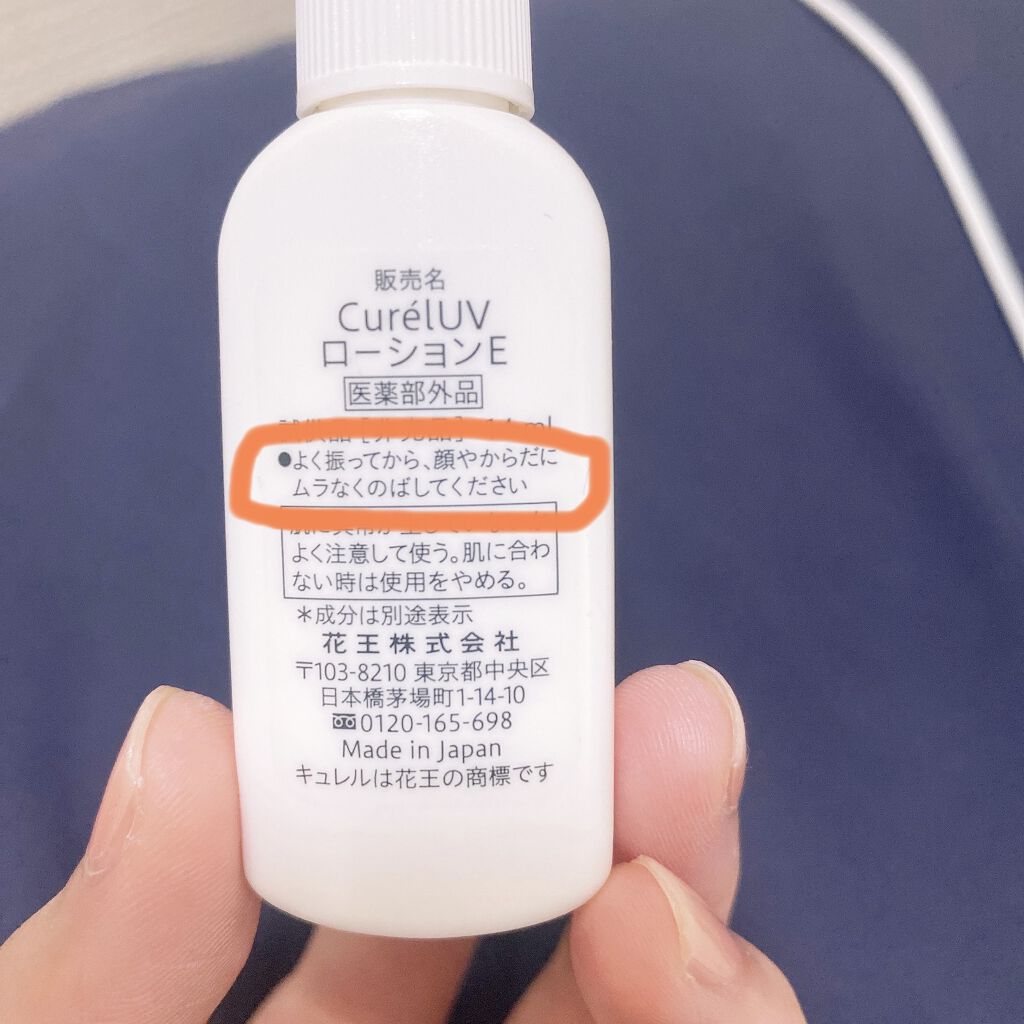 販売名
CurélUV
ローションE
医薬部外品
●よく振ってから、顔やからだに
ムラなくのばしてください
よく注意して使う。肌に合わ
ない時は使用をやめる。
＊成分は別途表示
花王株式会社
〒103-8210 東京都中央区
日本橋茅場町1-14-10
0120-165-698
Made in Japan
キュレルは花王の商標です